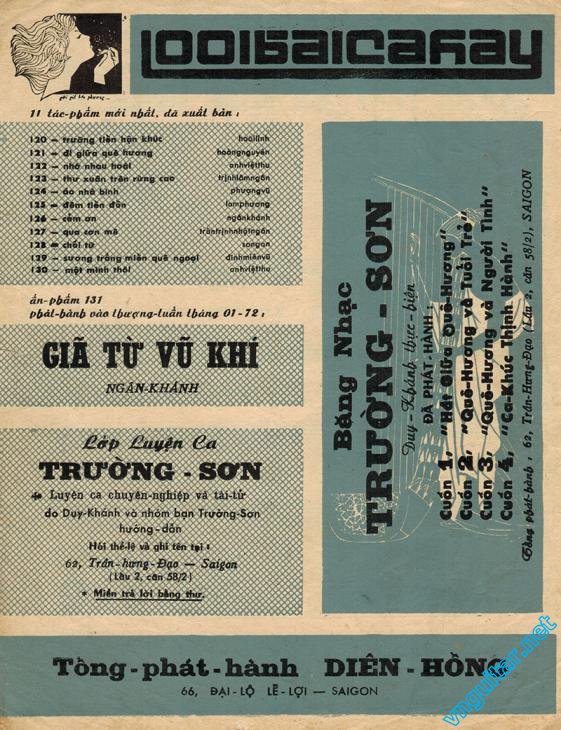 1001 bài ca hay
11 tác-phẩm mới nhất, đã xuất bản :
120 – trường tiền hận khúc hoàilinh
121 – đi giữa quê hương hoàngnguyên
122 – nhớ nhau hoài anhviệtthu
123 – thư xuân trên rừng cao trịnhlâmngân
124 – áo nhà binh phượngvũ
125 – đêm tiền đồn lamphương
126 – cảm ơn ngânkhánh
127 – qua cơn mê trầntrịnhnhậtngân
128 – chối từ songan
129 – sương trắng miền quê ngoại đinhmiênvũ
130 – một mình thôi anhviệtthu
ấn-phẩm 131
phát-hành vào thượng-tuần tháng 01 - 72 :
GIÃ TỪ VŨ KHÍ
NGÂN-KHÁNH
Lớp Luyện Ca
TRƯỜNG - SƠN
Luyện ca chuyên-nghiệp và tài-tử
do Duy-Khánh và nhóm bạn Trường-Sơn
hướng-dẫn
Hỏi thể-lệ và ghi tên tại :
62, Trần-hưng-Đạo — Saigon
(Lầu 2, căn 58/2)
* Miễn trả lời bằng thư.
Băng Nhạc
TRƯỜNG - SƠN
Duy-Khánh thực-hiện
ĐÃ PHÁT-HÀNH :
Cuốn 1, "Hát Giữa Quê-Hương"
Cuốn 2, "Quê-Hương và Tuổi Trẻ"
Cuốn 3, "Quê-Hương và Người Tình"
Cuốn 4, "Ca-Khúc Thịnh Hành"
Tổng phát-hành : 62, Trần-Hưng-Đạo (Lầu 2, căn 58/2), SAIGON
Tổng-phát-hành DIÊN-HỒNG
66, ĐẠI-LỘ LÊ-LỢI — SAIGON
vnguitar.net